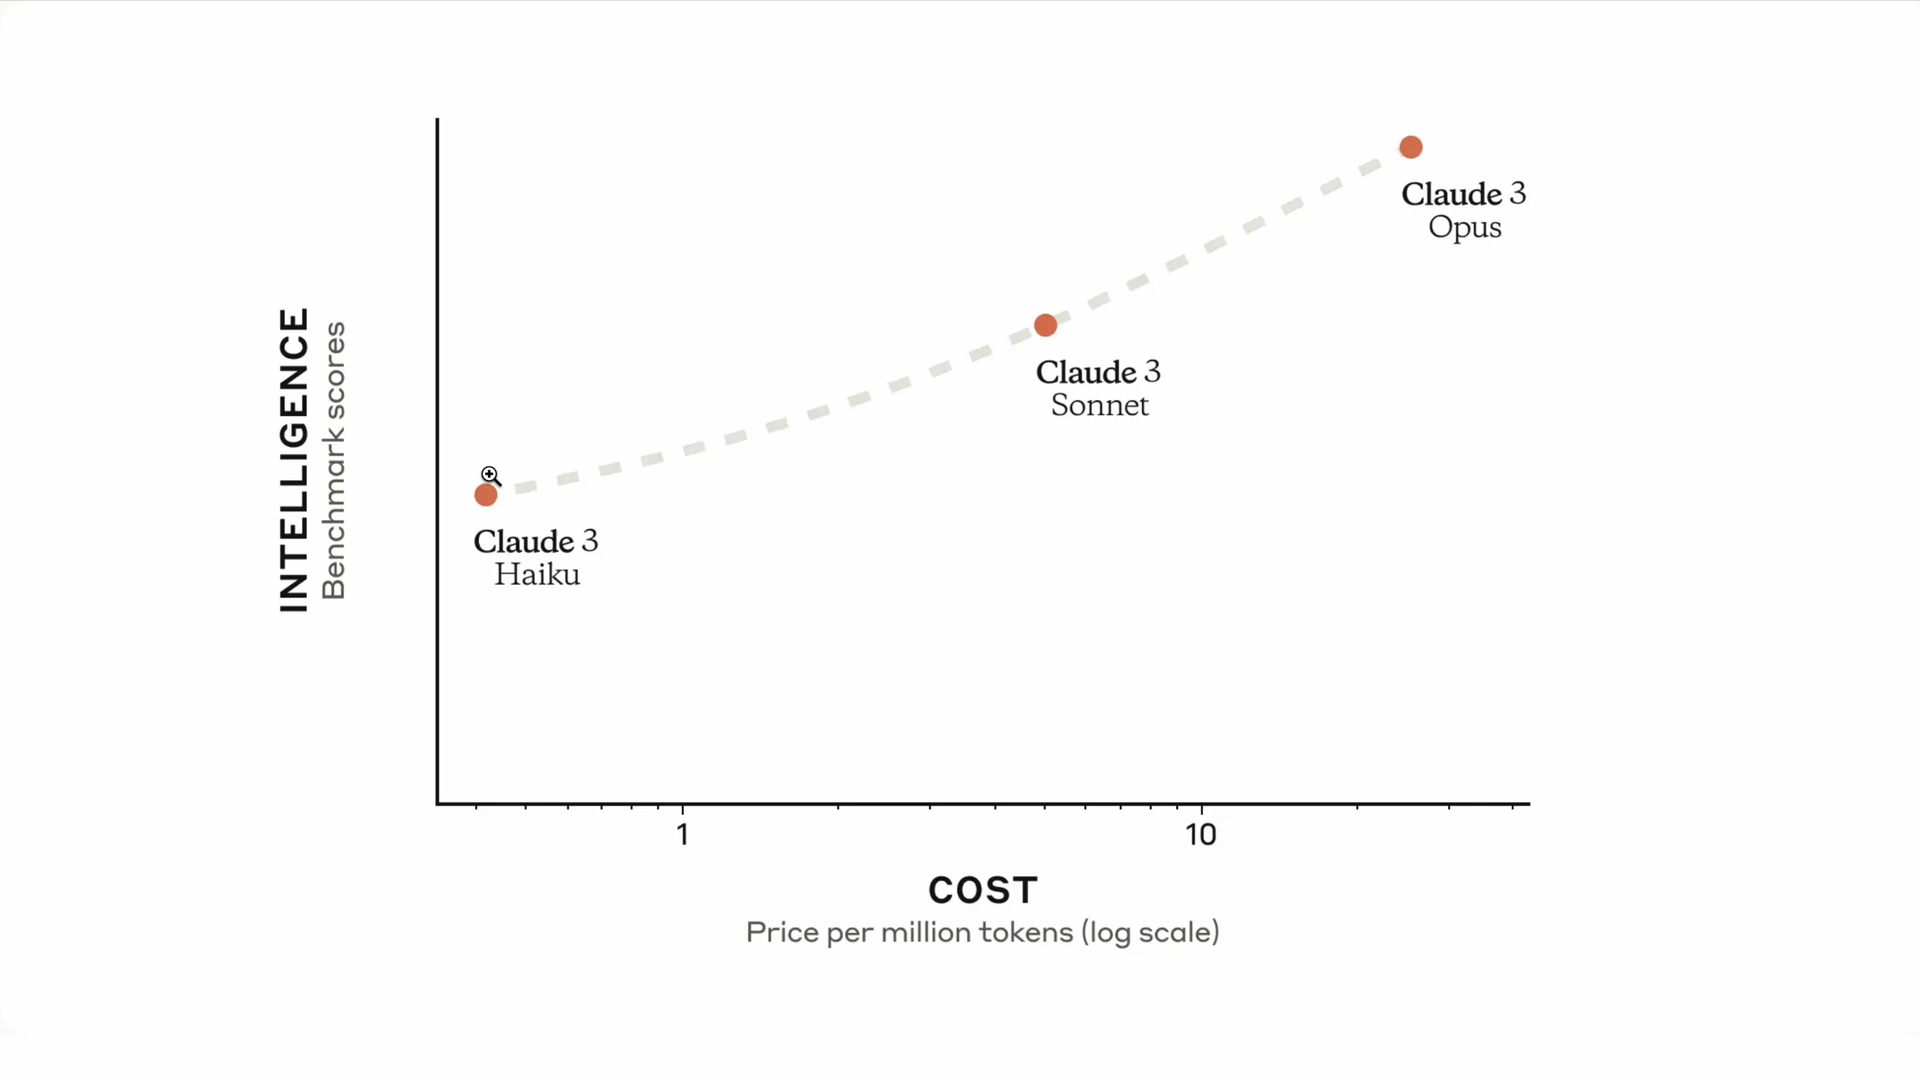 INTELLIGENCE
Benchmark scores
Claude 3
Opus
Claude 3
Sonnet
Claude 3
Haiku
1
10
COST
Price per million tokens (log scale)